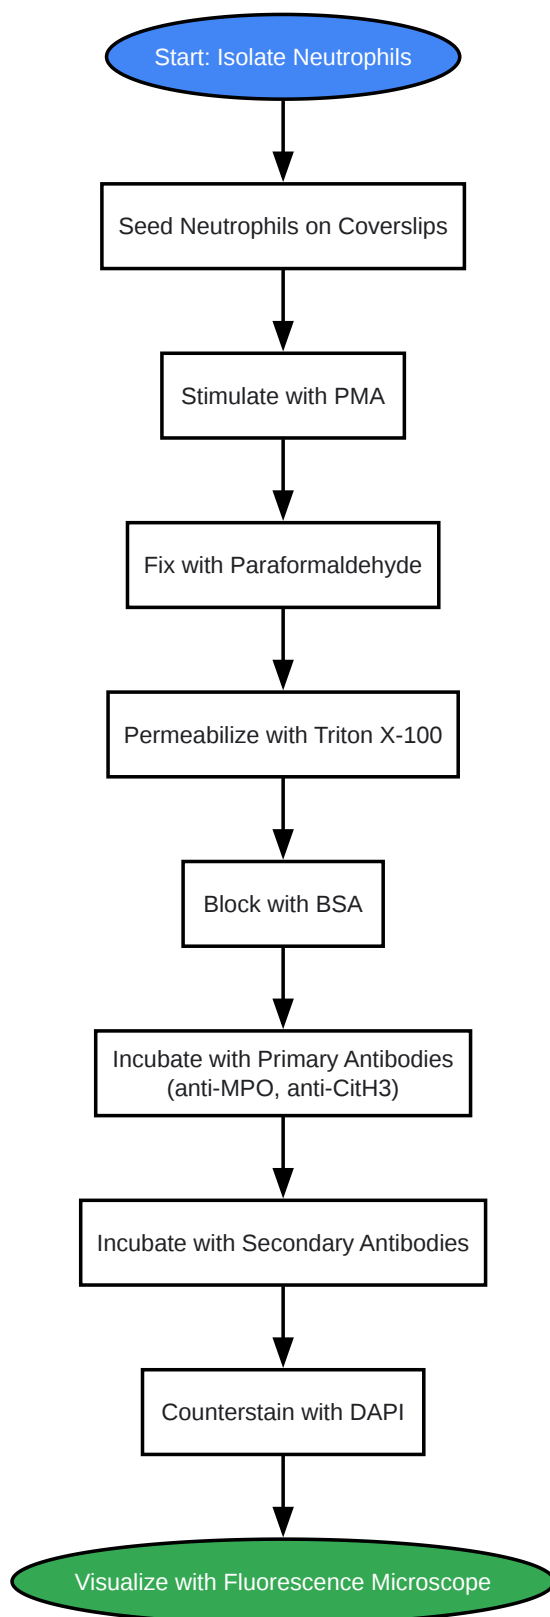 Start: Isolate Neutrophils
Seed Neutrophils on Coverslips
Stimulate with PMA
Fix with Paraformaldehyde
Permeabilize with Triton X-100
Block with BSA
Incubate with Primary Antibodies
(anti-MPO, anti-CitH3)
Incubate with Secondary Antibodies
Counterstain with DAPI
Visualize with Fluorescence Microscope